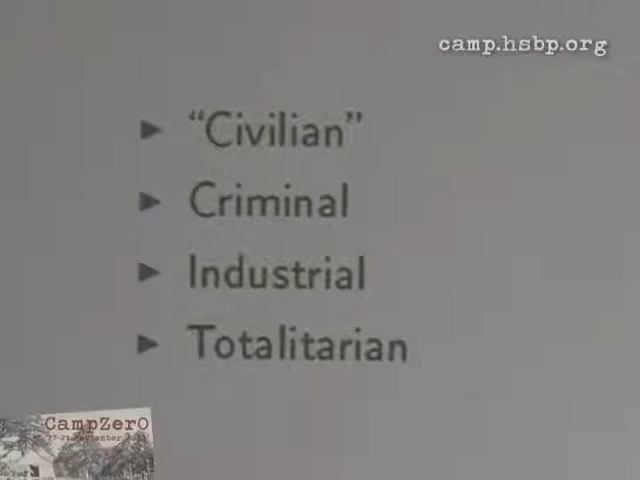 camp.hsbp.org
“Civilian”
Criminal
Industrial
Totalitarian
CampZer0